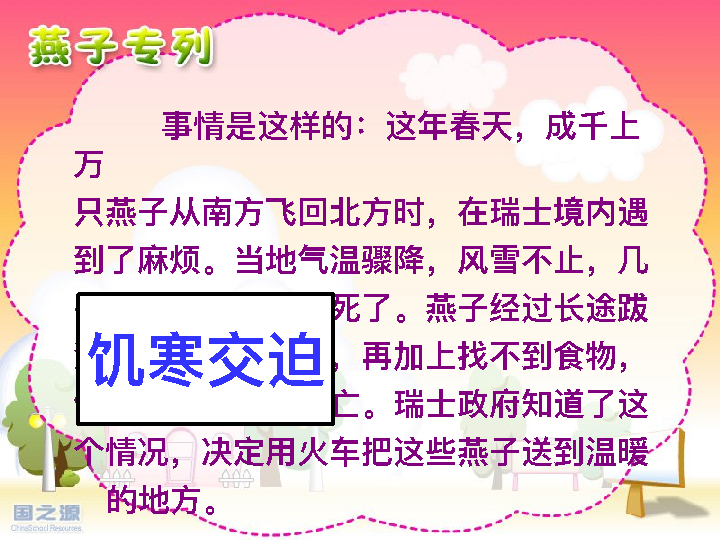 燕子专列
事情是这样的：这年春天，成千上
万
只燕子从南方飞回北方时，在瑞士境内遇
到了麻烦。当地气温骤降，风雪不止，几
死了。燕子经过长途跋
饥寒交迫
，再加上找不到食物，
亡。瑞士政府知道了这
个情况，决定用火车把这些燕子送到温暖
的地方。
国之源
ChinaSchool Resources